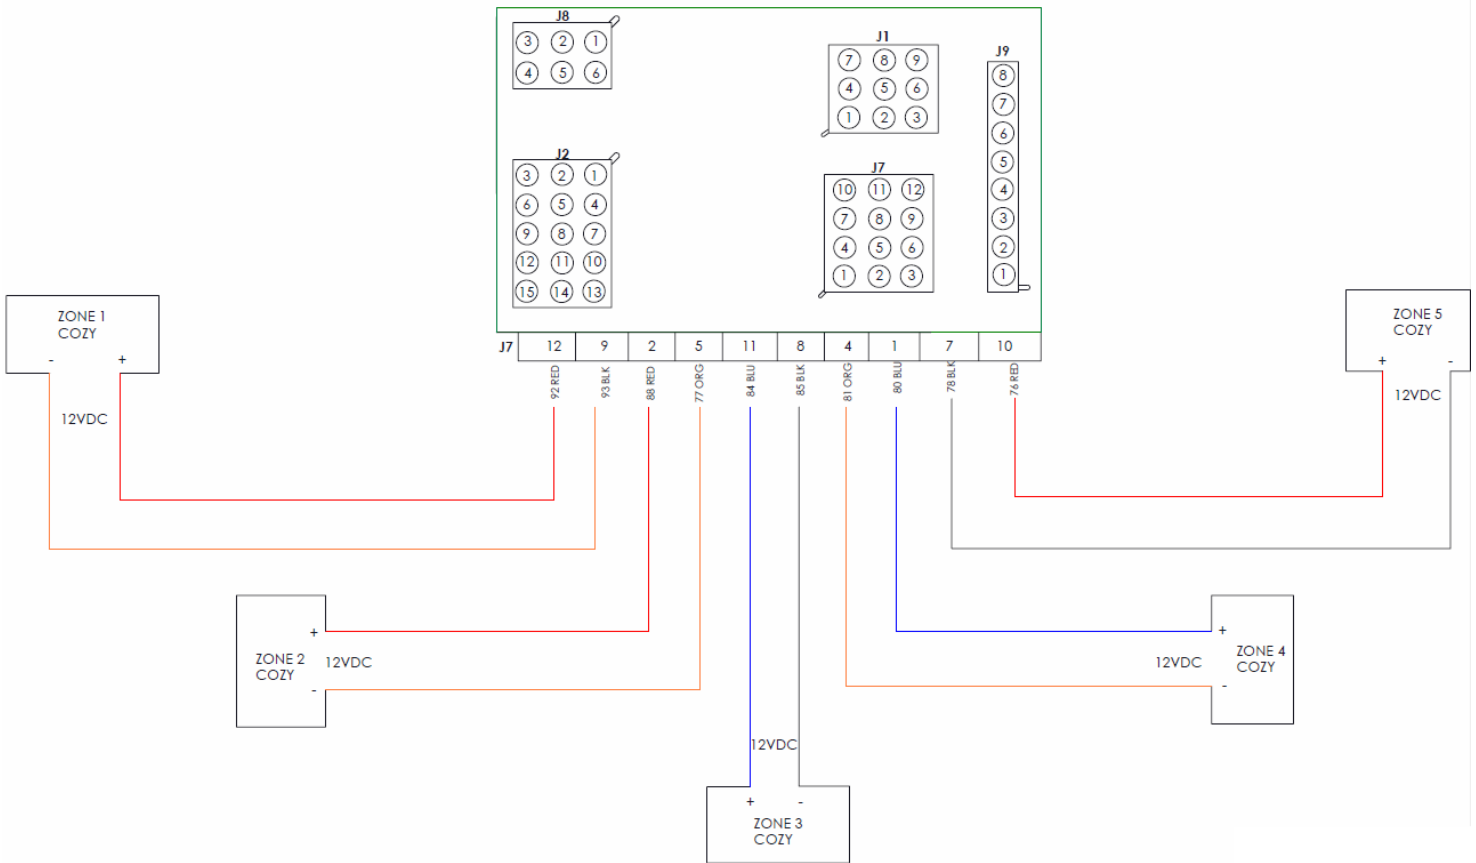 J8
3 2 1
4 5 6
J1
7 8 9
4 5 6
1 2 3
J9
8
7
6
5
4
3
2
1
J2
3 2 1
6 5 4
9 8 7
12 11 10
15 14 13
J7
10 11 12
7 8 9
4 5 6
1 2 3
J7 12 9 2 5 11 8 4 1 7 10
92 RED
93 BLK
88 RED
77 ORG
84 BLU
85 BLK
81 ORG
80 BLU
78 BLK
76 RED
ZONE 1
COZY
- +
12VDC
ZONE 5
COZY
+ -
12VDC
+
ZONE 2
COZY
-
12VDC
12VDC
+
ZONE 4
COZY
-
12VDC
+ -
ZONE 3
COZY